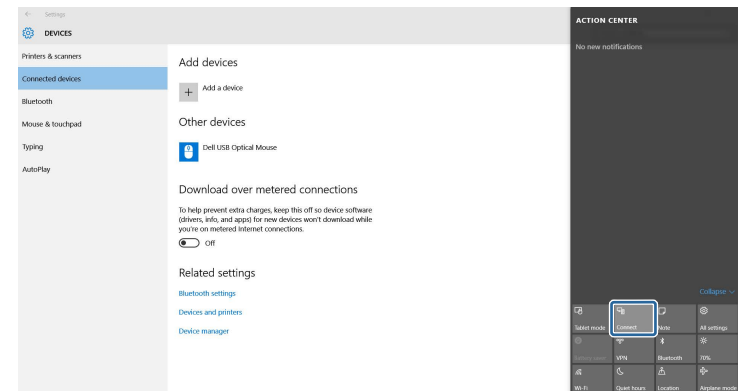 Settings
DEVICES
Printers & scanners
Connected devices
Bluetooth
Mouse & touchpad
Typing
AutoPlay
Add devices
Add a device
Other devices
Dell USB Optical Mouse
Download over metered connections
To help prevent extra charges, keep this off so device software
(drivers, info, and apps) for new devices won't download while
you're on metered Internet connections.
Off
Related settings
Bluetooth settings
Devices and printers
Device manager
ACTION CENTER
No new notifications
Collapse
Tablet mode
Connect
Note
All settings
Battery saver
VPN
Bluetooth
70%
Wi-Fi
Quiet hours
Location
Airplane mode